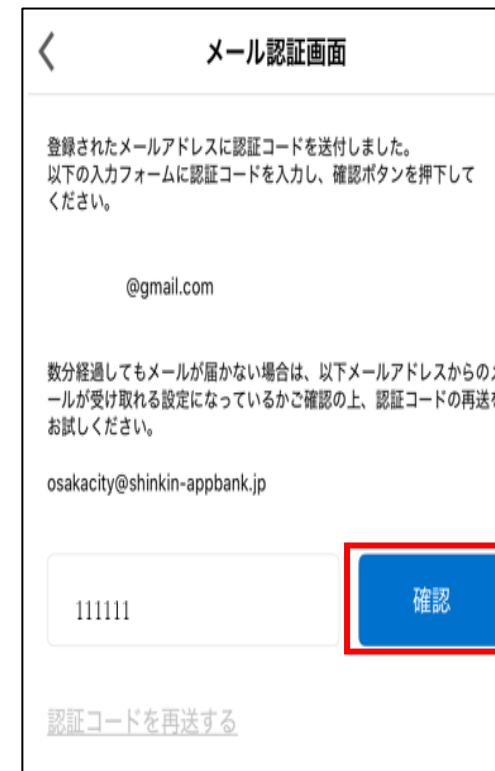 メール認証画面
登録されたメールアドレスに認証コードを送付しました。
以下の入力フォームに認証コードを入力し、確認ボタンを押下して
ください。
@gmail.com
数分経過してもメールが届かない場合は、以下メールアドレスからのメ
ールが受け取れる設定になっているかご確認の上、認証コードの再送を
お試しください。
osakacity@shinkin-appbank.jp
111111
確認
認証コードを再送する